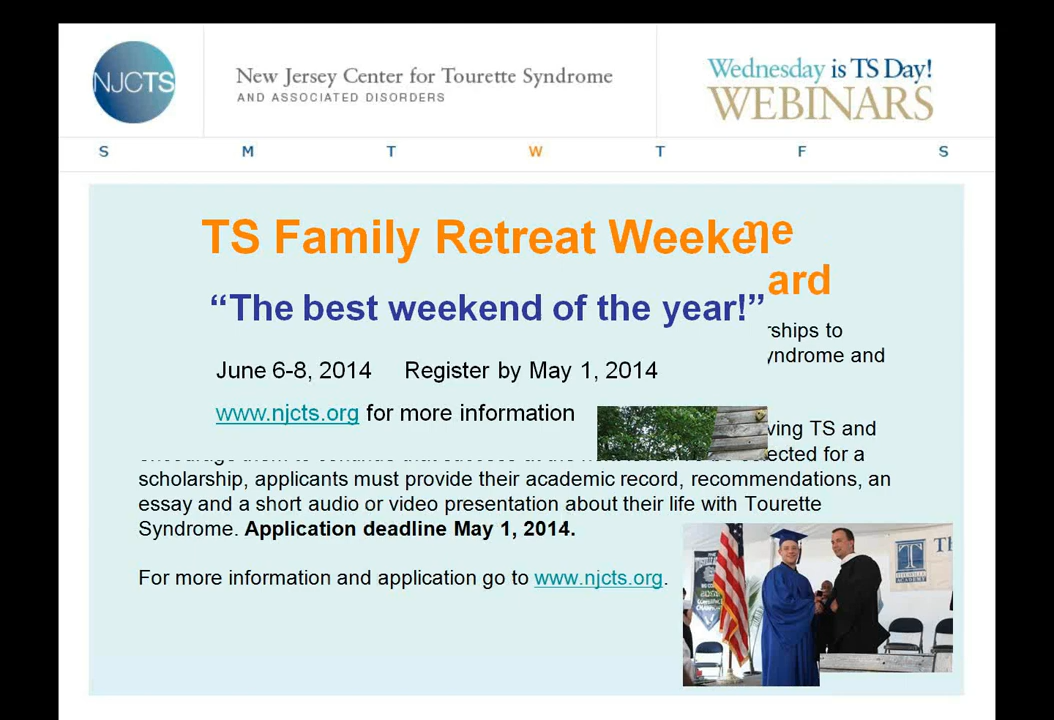 NJCTS
New Jersey Center for Tourette Syndrome
AND ASSOCIATED DISORDERS
Wednesday is TS Day!
WEBINARS
S M T W T F S
TS Family Retreat Weeke
me
ard
“The best weekend of the year!”
rships to
yndrome and
June 6-8, 2014 Register by May 1, 2014
www.njcts.org for more information
ving TS and
ected for a
scholarship, applicants must provide their academic record, recommendations, an
essay and a short audio or video presentation about their life with Tourette
Syndrome. Application deadline May 1, 2014.
For more information and application go to www.njcts.org.